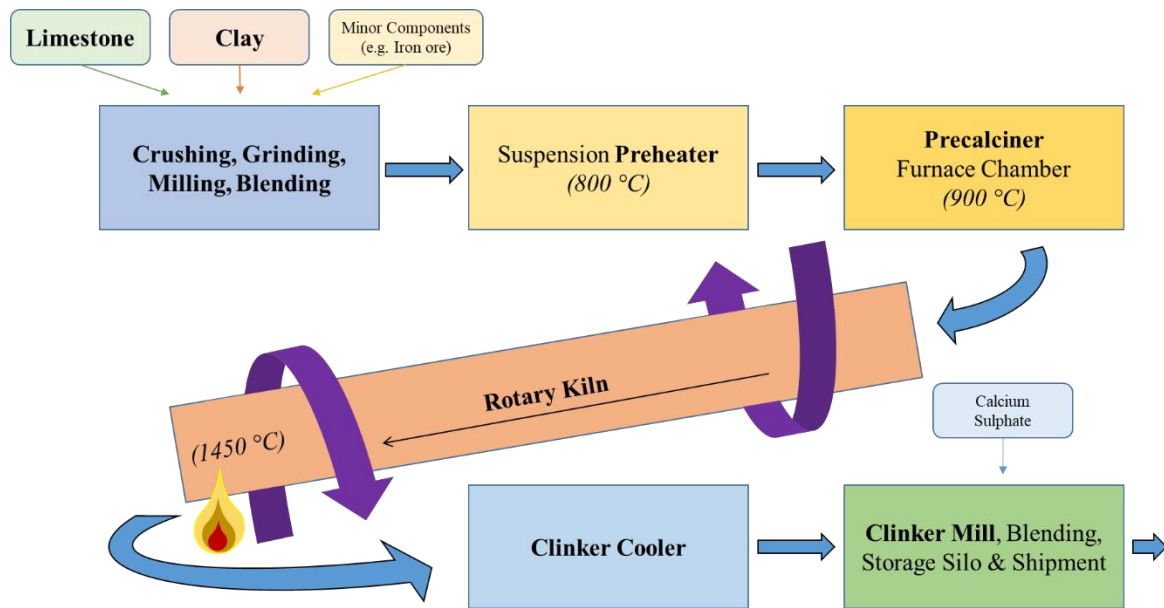 Limestone
Clay
Minor Components
(e.g. Iron ore)
Crushing, Grinding,
Milling, Blending
Suspension Preheater
(800 °C)
Precalciner
Furnace Chamber
(900 °C)
Rotary Kiln
(1450 °C)
Calcium
Sulphate
Clinker Cooler
Clinker Mill, Blending,
Storage Silo & Shipment